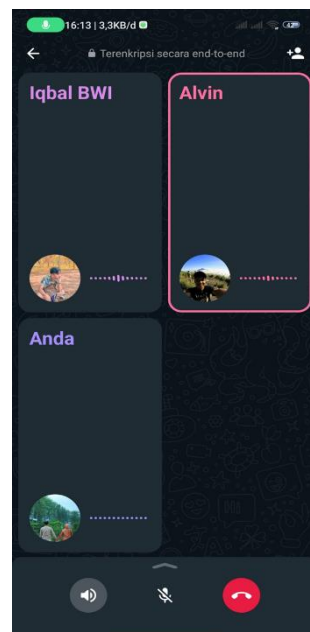 16:13 | 3,3KB/d
Terenkripsi secara end-to-end
Iqbal BWI
Alvin
Anda